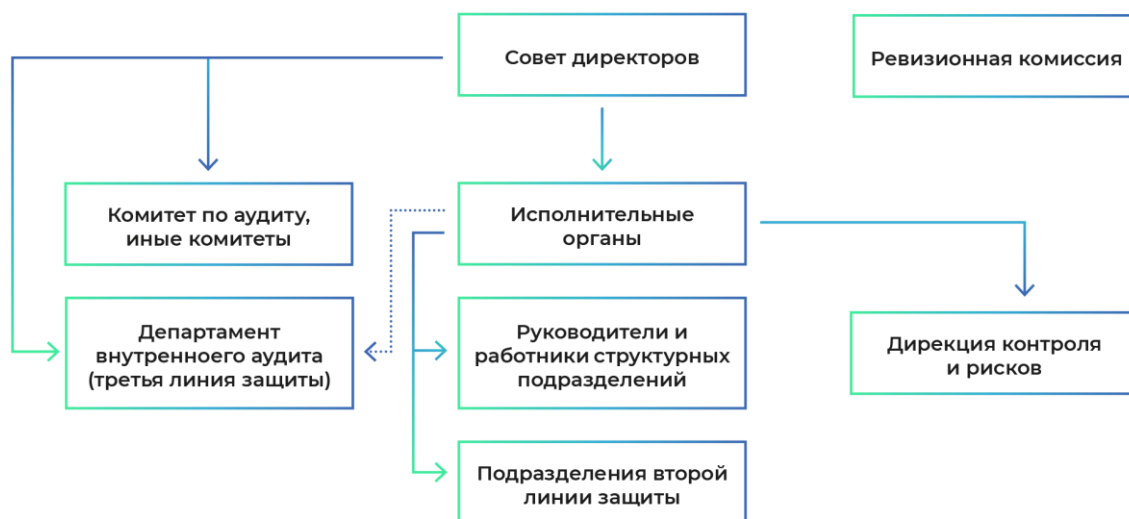 Совет директоров
Ревизионная комиссия
Комитет по аудиту,
иные комитеты
Исполнительные
органы
Департамент
внутренноего аудита
(третья линия защиты)
Руководители и
работники структурных
подразделений
Дирекция контроля
и рисков
Подразделения второй
линии защиты